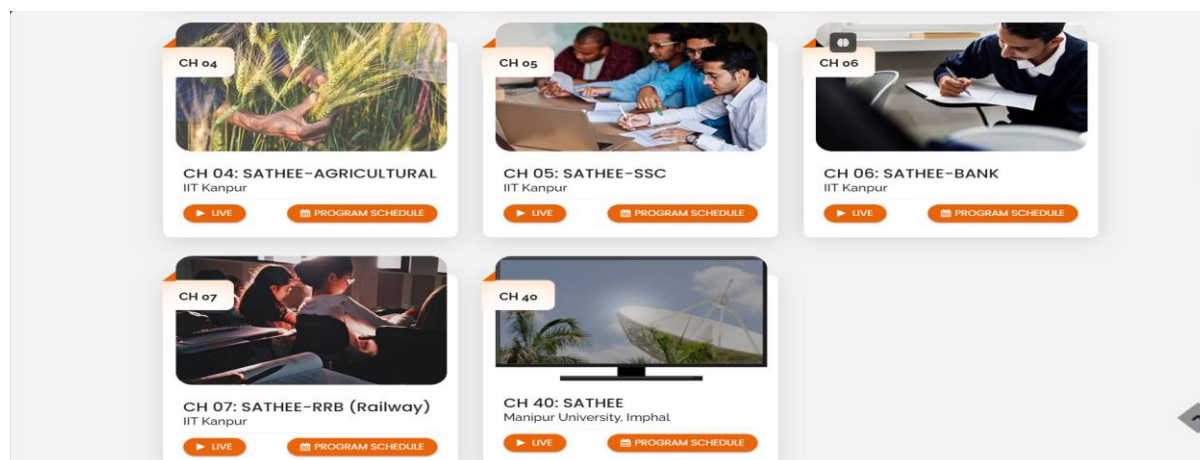 CH 04
CH 05
CH 06
CH 04: SATHEE-AGRICULTURAL
IIT Kanpur
LIVE
PROGRAM SCHEDULE
CH 05: SATHEE-SSC
IIT Kanpur
LIVE
PROGRAM SCHEDULE
CH 06: SATHEE-BANK
IIT Kanpur
LIVE
PROGRAM SCHEDULE
CH 07
CH 40
CH 07: SATHEE-RRB (Railway)
IIT Kanpur
LIVE
PROGRAM SCHEDULE
CH 40: SATHEE
Manipur University, Imphal
LIVE
PROGRAM SCHEDULE